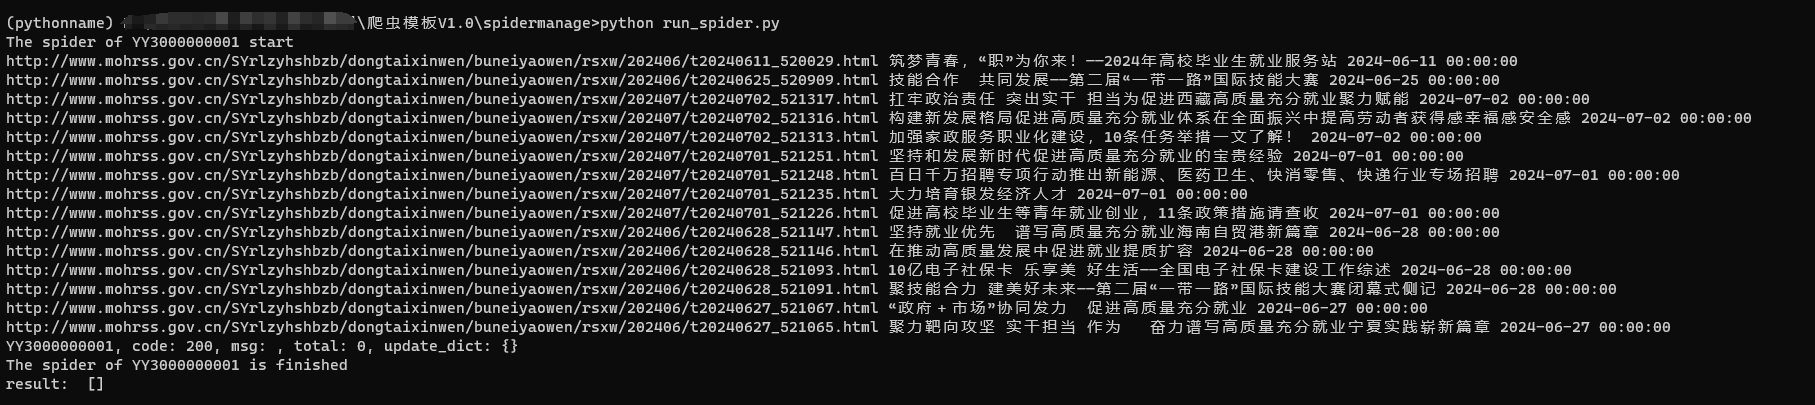 (pythonname) \爬虫模板V1.0\spidermanage>python run_spider.py
The spider of YY3000000001 start
http://www.mohrss.gov.cn/SYrlzyhshbzb/dongtaixinwen/buneiyaowen/rsxw/202406/t20240611_520029.html 筑梦青春，“职”为你来！——2024年高校毕业生就业服务站 2024-06-11 00:00:00
http://www.mohrss.gov.cn/SYrlzyhshbzb/dongtaixinwen/buneiyaowen/rsxw/202406/t20240625_520909.html 技能合作　共同发展——第二届“一带一路”国际技能大赛 2024-06-25 00:00:00
http://www.mohrss.gov.cn/SYrlzyhshbzb/dongtaixinwen/buneiyaowen/rsxw/202407/t20240702_521317.html 扛牢政治责任 突出实干 担当为促进西藏高质量充分就业聚力赋能 2024-07-02 00:00:00
http://www.mohrss.gov.cn/SYrlzyhshbzb/dongtaixinwen/buneiyaowen/rsxw/202407/t20240702_521316.html 构建新发展格局促进高质量充分就业体系在全面振兴中提高劳动者获得感幸福感安全感 2024-07-02 00:00:00
http://www.mohrss.gov.cn/SYrlzyhshbzb/dongtaixinwen/buneiyaowen/rsxw/202407/t20240702_521313.html 加强家政服务职业化建设，10条任务举措一文了解！ 2024-07-02 00:00:00
http://www.mohrss.gov.cn/SYrlzyhshbzb/dongtaixinwen/buneiyaowen/rsxw/202407/t20240701_521251.html 坚持和发展新时代促进高质量充分就业的宝贵经验 2024-07-01 00:00:00
http://www.mohrss.gov.cn/SYrlzyhshbzb/dongtaixinwen/buneiyaowen/rsxw/202407/t20240701_521248.html 百日千万招聘专项行动推出新能源、医药卫生、快消零售、快递行业专场招聘 2024-07-01 00:00:00
http://www.mohrss.gov.cn/SYrlzyhshbzb/dongtaixinwen/buneiyaowen/rsxw/202407/t20240701_521235.html 大力培育银发经济人才 2024-07-01 00:00:00
http://www.mohrss.gov.cn/SYrlzyhshbzb/dongtaixinwen/buneiyaowen/rsxw/202407/t20240701_521226.html 促进高校毕业生等青年就业创业，11条政策措施请查收 2024-07-01 00:00:00
http://www.mohrss.gov.cn/SYrlzyhshbzb/dongtaixinwen/buneiyaowen/rsxw/202406/t20240628_521147.html 坚持就业优先　谱写高质量充分就业海南自贸港新篇章 2024-06-28 00:00:00
http://www.mohrss.gov.cn/SYrlzyhshbzb/dongtaixinwen/buneiyaowen/rsxw/202406/t20240628_521146.html 在推动高质量发展中促进就业提质扩容 2024-06-28 00:00:00
http://www.mohrss.gov.cn/SYrlzyhshbzb/dongtaixinwen/buneiyaowen/rsxw/202406/t20240628_521093.html 10亿电子社保卡 乐享美 好生活——全国电子社保卡建设工作综述 2024-06-28 00:00:00
http://www.mohrss.gov.cn/SYrlzyhshbzb/dongtaixinwen/buneiyaowen/rsxw/202406/t20240628_521091.html 聚技能合力 建美好未来——第二届“一带一路”国际技能大赛闭幕式侧记 2024-06-28 00:00:00
http://www.mohrss.gov.cn/SYrlzyhshbzb/dongtaixinwen/buneiyaowen/rsxw/202406/t20240627_521067.html “政府＋市场”协同发力　促进高质量充分就业 2024-06-27 00:00:00
http://www.mohrss.gov.cn/SYrlzyhshbzb/dongtaixinwen/buneiyaowen/rsxw/202406/t20240627_521065.html 聚力靶向攻坚 实干担当 作为　 奋力谱写高质量充分就业宁夏实践崭新篇章 2024-06-27 00:00:00
YY3000000001, code: 200, msg: , total: 0, update_dict: {}
The spider of YY3000000001 is finished
result:  []